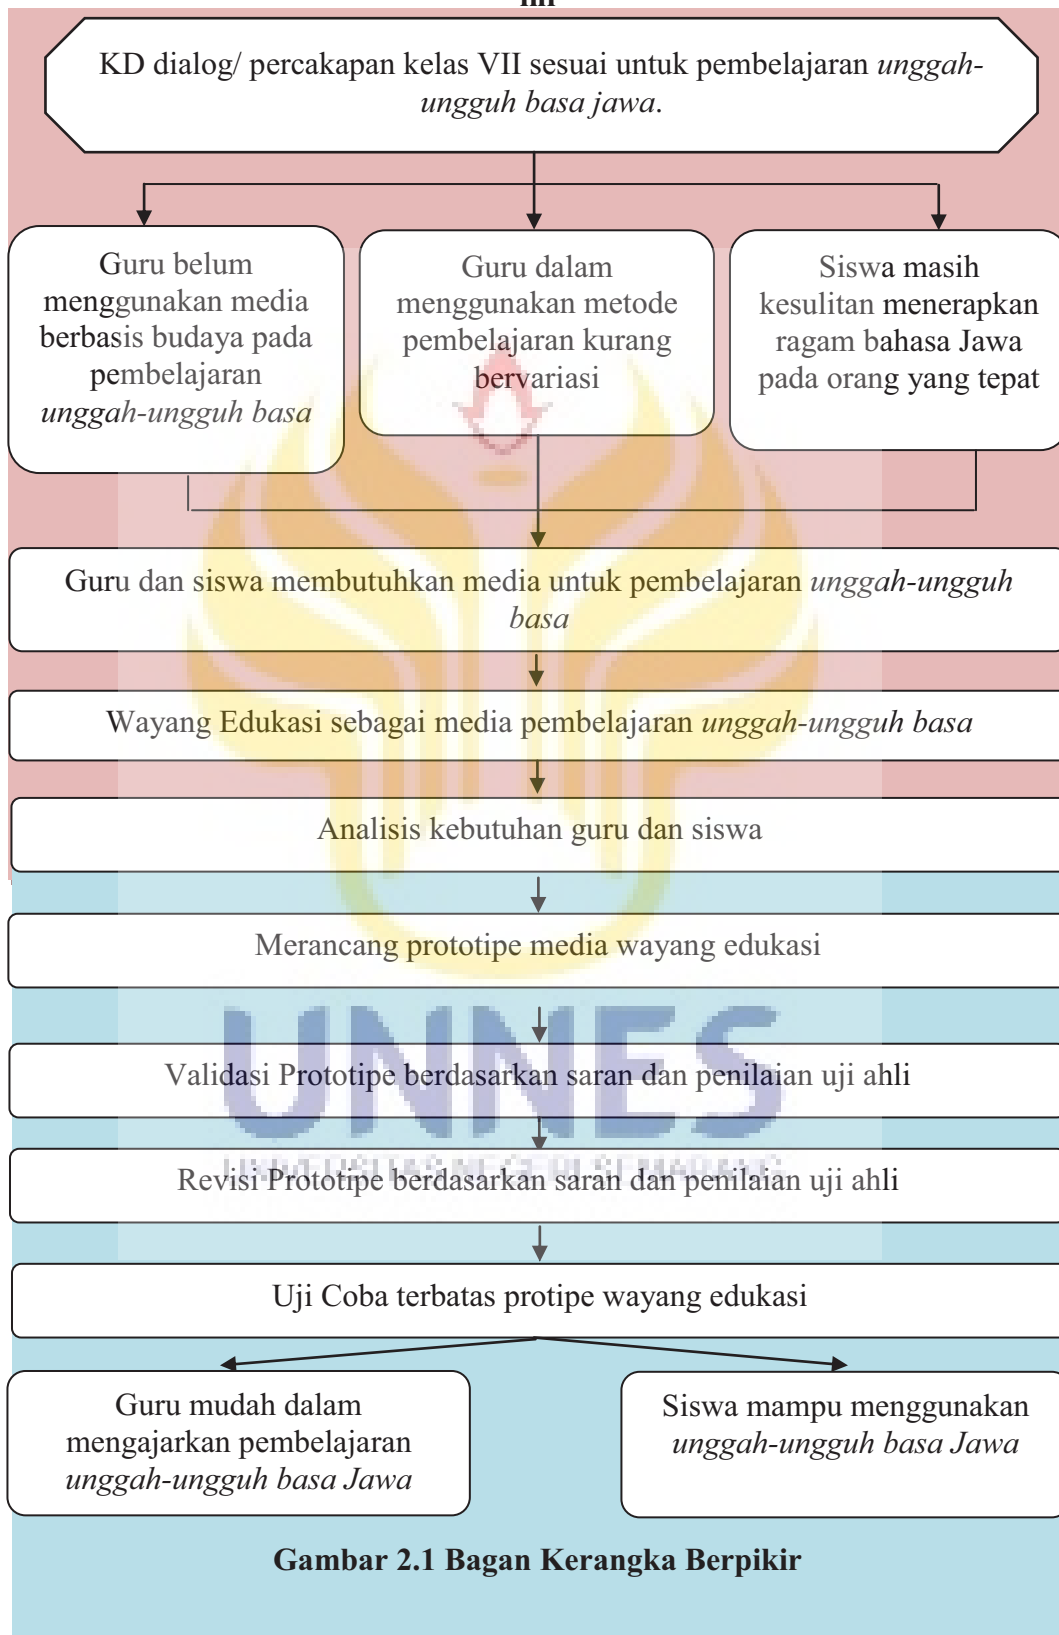 KD dialog/ percakapan kelas VII sesuai untuk pembelajaran unggah-
ungguh basa jawa.
Guru belum
menggunakan media
berbasis budaya pada
pembelajaran
unggah-ungguh basa
Guru dalam
menggunakan metode
pembelajaran kurang
bervariasi
Siswa masih
kesulitan menerapkan
ragam bahasa Jawa
pada orang yang tepat
Guru dan siswa membutuhkan media untuk pembelajaran unggah-ungguh
basa
Wayang Edukasi sebagai media pembelajaran unggah-ungguh basa
Analisis kebutuhan guru dan siswa
Merancang prototipe media wayang edukasi
UNNES
Validasi Prototipe berdasarkan saran dan penilaian uji ahli
UNIVERSITAS NEGERI SEMARANG
Revisi Prototipe berdasarkan saran dan penilaian uji ahli
Uji Coba terbatas protipe wayang edukasi
Guru mudah dalam
mengajarkan pembelajaran
unggah-ungguh basa Jawa
Siswa mampu menggunakan
unggah-ungguh basa Jawa
Gambar 2.1 Bagan Kerangka Berpikir